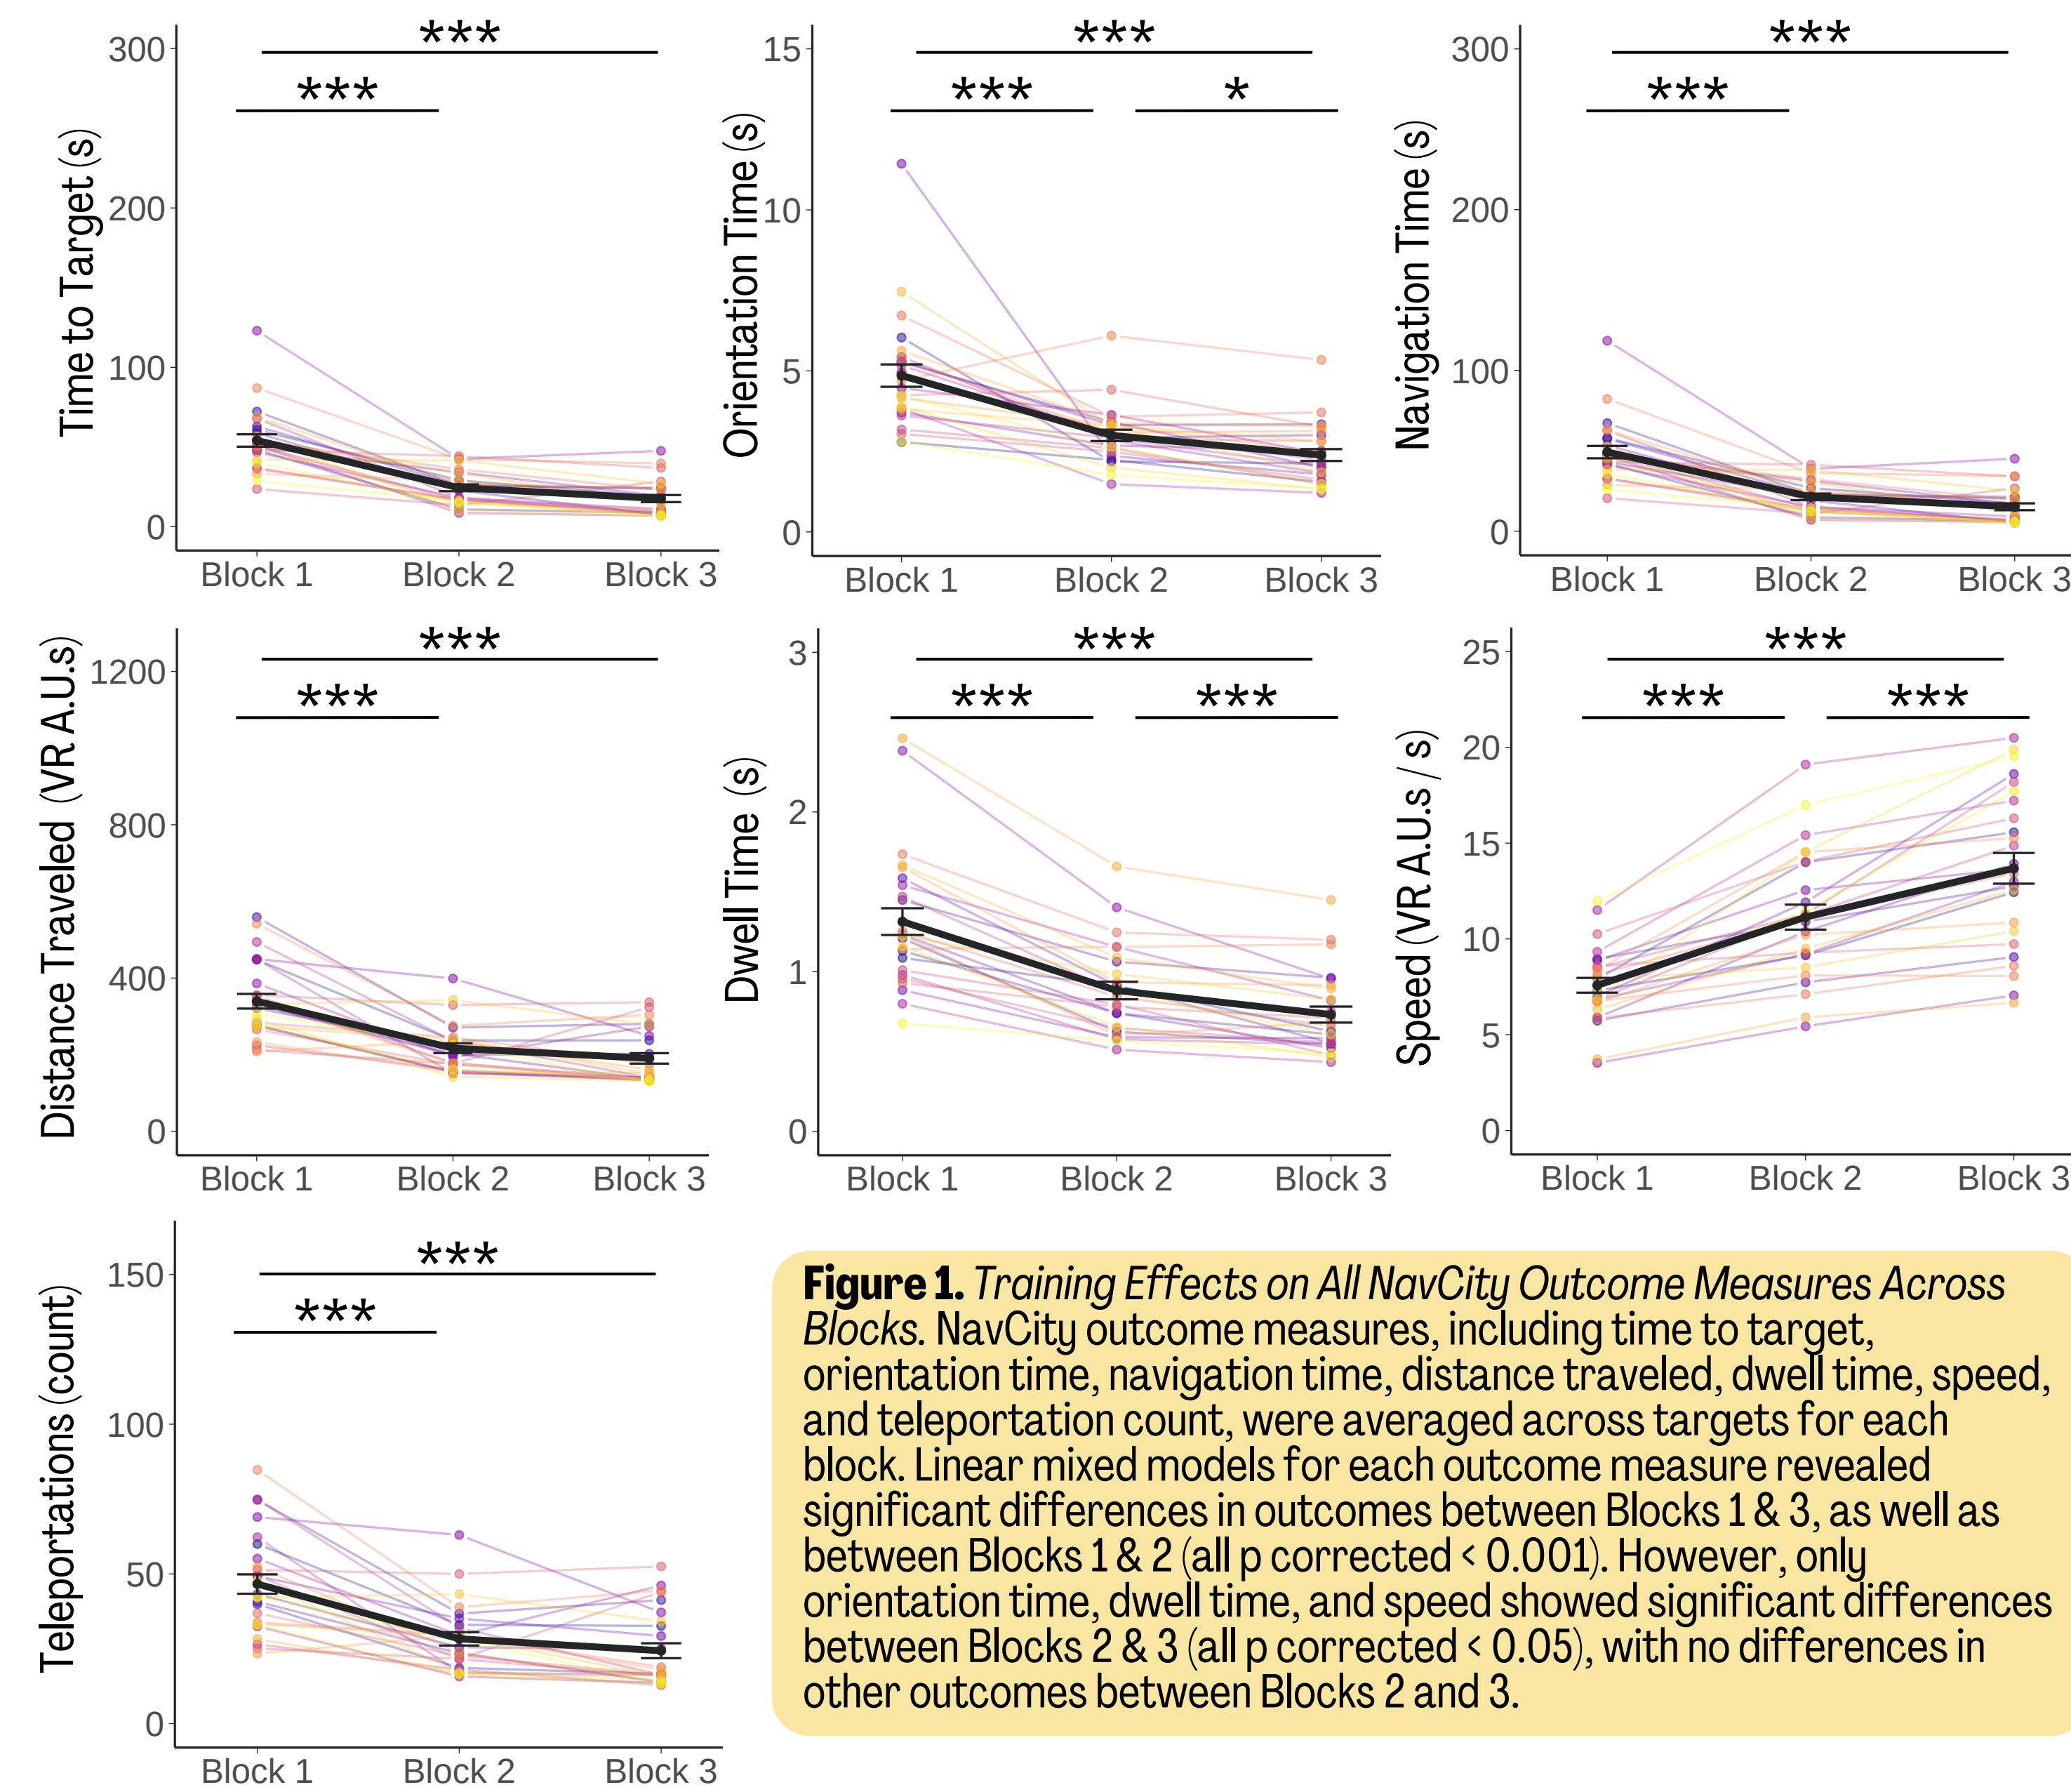 ***
***
300
200
100
0
Time to Target (s)
Block 1 Block 2 Block 3
***
*** *
15
10
5
0
Orientation Time (s)
Block 1 Block 2 Block 3
***
***
300
200
100
0
Navigation Time (s)
Block 1 Block 2 Block 3
***
***
1200
800
400
0
Distance Traveled (VR A.U.s)
Block 1 Block 2 Block 3
***
*** ***
3
2
1
0
Dwell Time (s)
Block 1 Block 2 Block 3
***
*** ***
25
20
15
10
5
0
Speed (VR A.U.s / s)
Block 1 Block 2 Block 3
***
***
150
100
50
0
Teleportations (count)
Block 1 Block 2 Block 3
Figure 1. Training Effects on All NavCity Outcome Measures Across
Blocks. NavCity outcome measures, including time to target,
orientation time, navigation time, distance traveled, dwell time, speed,
and teleportation count, were averaged across targets for each
block. Linear mixed models for each outcome measure revealed
significant differences in outcomes between Blocks 1 & 3, as well as
between Blocks 1 & 2 (all p corrected < 0.001). However, only
orientation time, dwell time, and speed showed significant differences
between Blocks 2 & 3 (all p corrected < 0.05), with no differences in
other outcomes between Blocks 2 and 3.